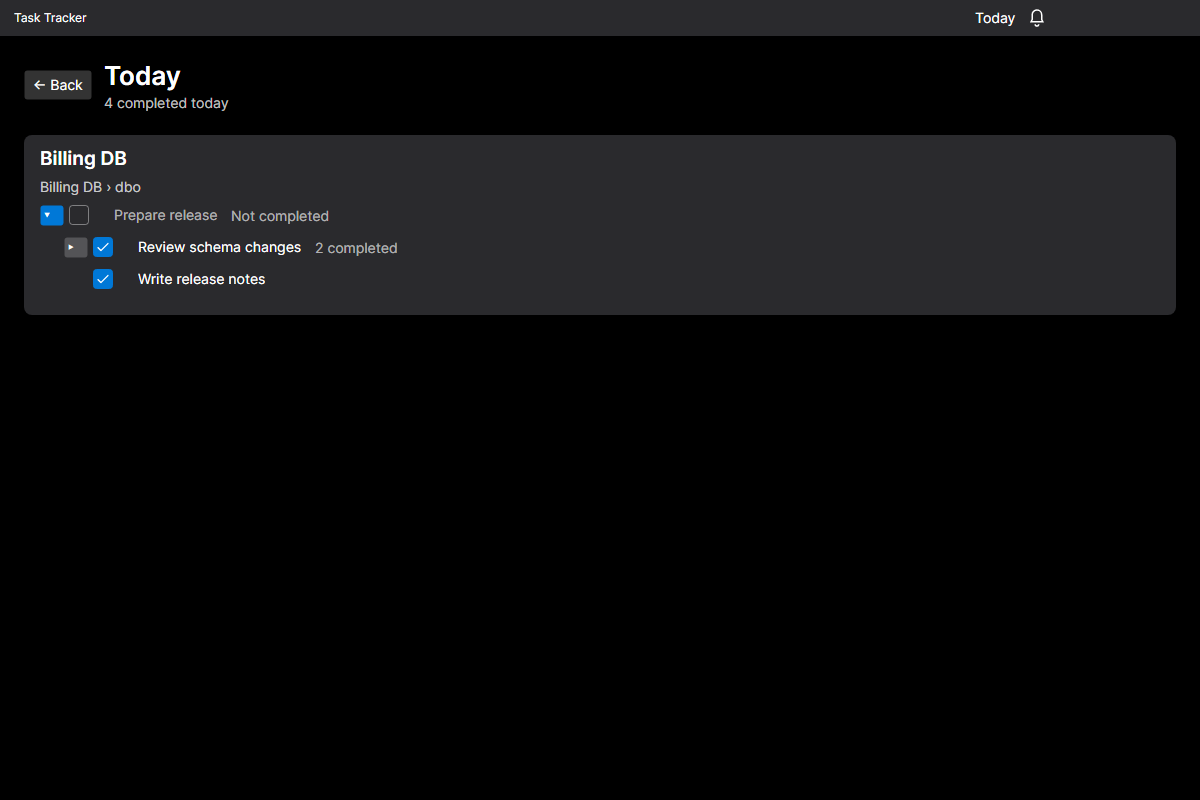 Task Tracker
Today
← Back
Today
4 completed today
Billing DB
Billing DB › dbo
Prepare release Not completed
Review schema changes 2 completed
Write release notes